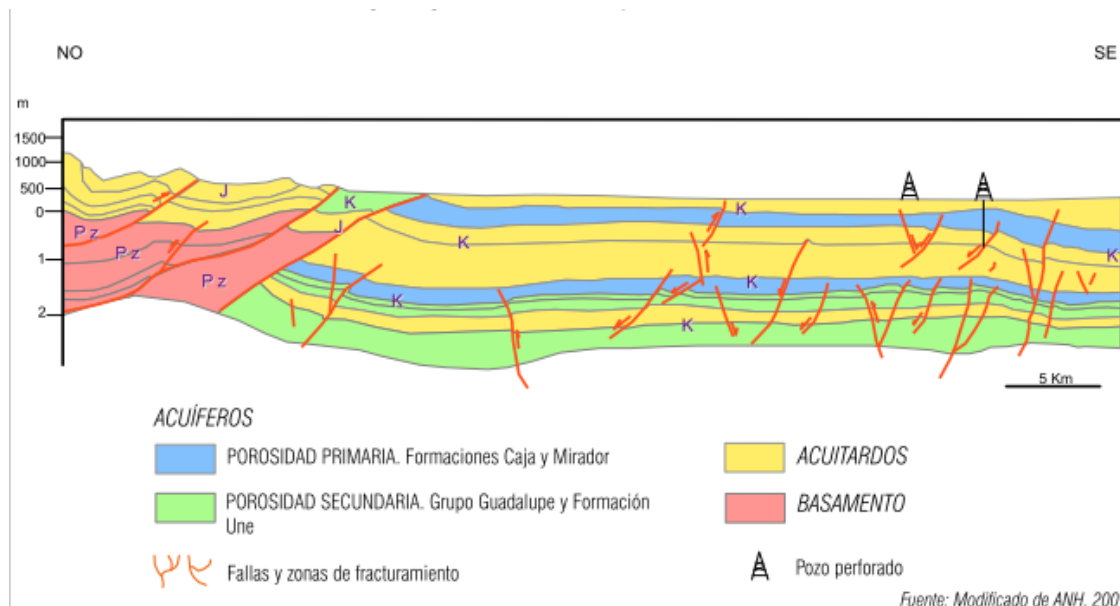 NO
SE
m
1500
1000
500
0
1
2
J
K
J
P z
P z
P z
K
K
K
K
K
K
5 Km
ACUÍFEROS
POROSIDAD PRIMARIA. Formaciones Caja y Mirador
POROSIDAD SECUNDARIA. Grupo Guadalupe y Formación
Une
Fallas y zonas de fracturamiento
ACUITARDOS
BASAMENTO
Pozo perforado
Fuente: Modificado de ANH, 200